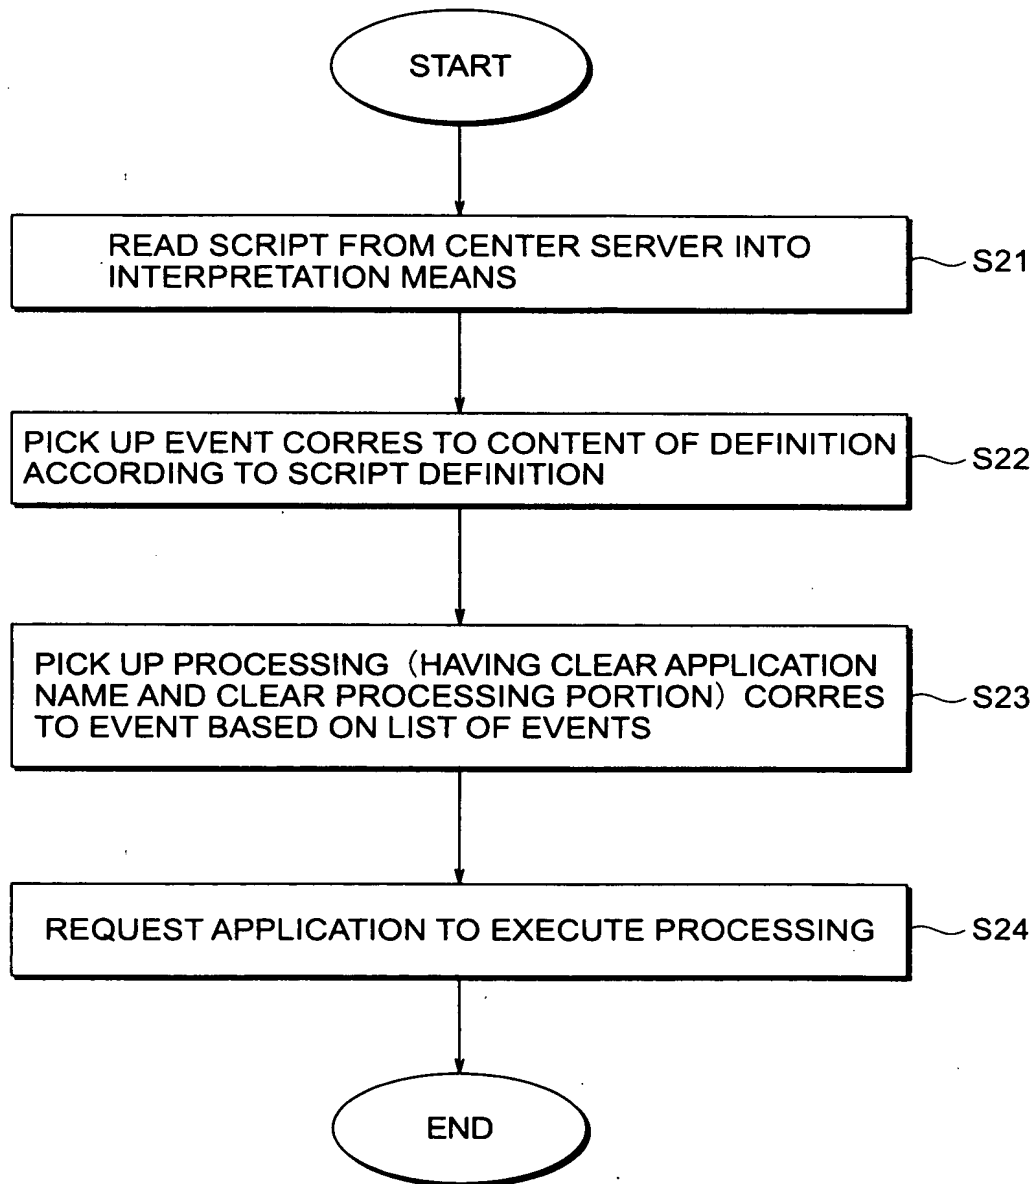 START
READ SCRIPT FROM CENTER SERVER INTO
INTERPRETATION MEANS
S21
PICK UP EVENT CORRES TO CONTENT OF DEFINITION
ACCORDING TO SCRIPT DEFINITION
S22
PICK UP PROCESSING (HAVING CLEAR APPLICATION
NAME AND CLEAR PROCESSING PORTION) CORRES
TO EVENT BASED ON LIST OF EVENTS
S23
REQUEST APPLICATION TO EXECUTE PROCESSING
S24
END